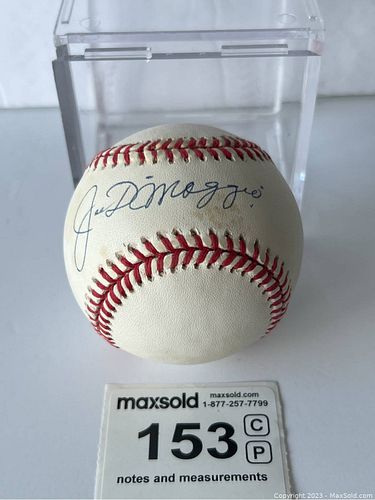 Joe DiMaggio
maxsold maxsold.com
1-877-257-7799
153 C
P
notes and measurements
Copyright 2023 - MaxSold.com